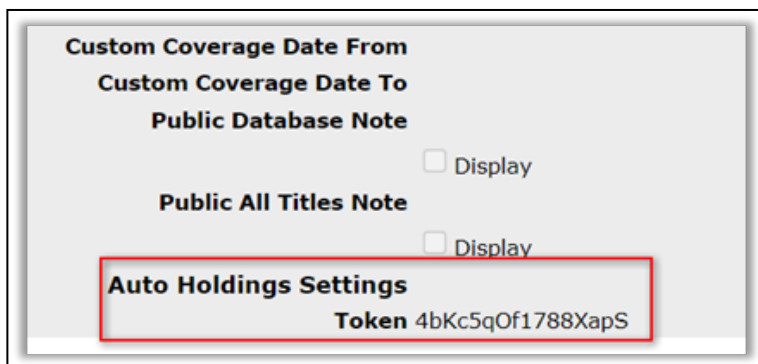 Custom Coverage Date From
Custom Coverage Date To
Public Database Note
Display
Public All Titles Note
Display
Auto Holdings Settings
Token 4bKc5qOf1788XapS